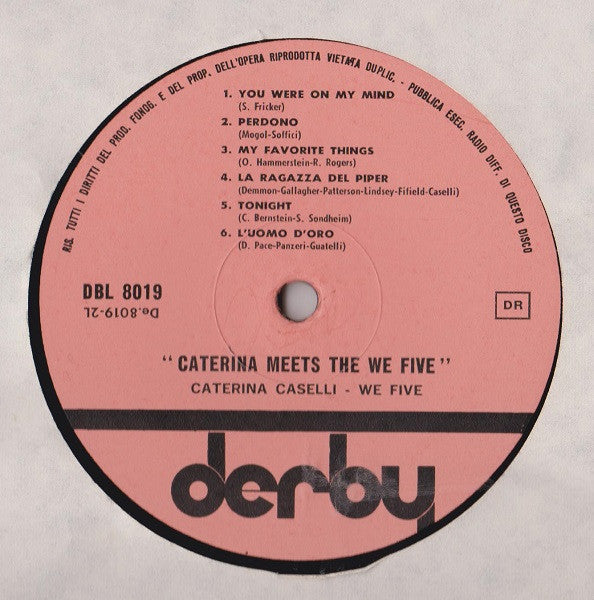 RIS. TUTTI I DIRITTI DEL PROD. FONOG. E DEL PROP. DELL'OPERA RIPRODOTTA VIETATA DUPLIC. - PUBBLICA ESEC. RADIO DIFF. DI QUESTO DISCO
1. YOU WERE ON MY MIND
(S. Fricker)
2. PERDONO
(Mogol-Soffici)
3. MY FAVORITE THINGS
(O. Hammerstein-R. Rogers)
4. LA RAGAZZA DEL PIPER
(Demmon-Gallagher-Patterson-Lindsey-Fifield-Caselli)
5. TONIGHT
(C. Bernstein-S. Sondheim)
6. L'UOMO D'ORO
(D. Pace-Panzeri-Guatelli)
DBL 8019
De.8019-2L
DR
"CATERINA MEETS THE WE FIVE"
CATERINA CASELLI - WE FIVE
derby